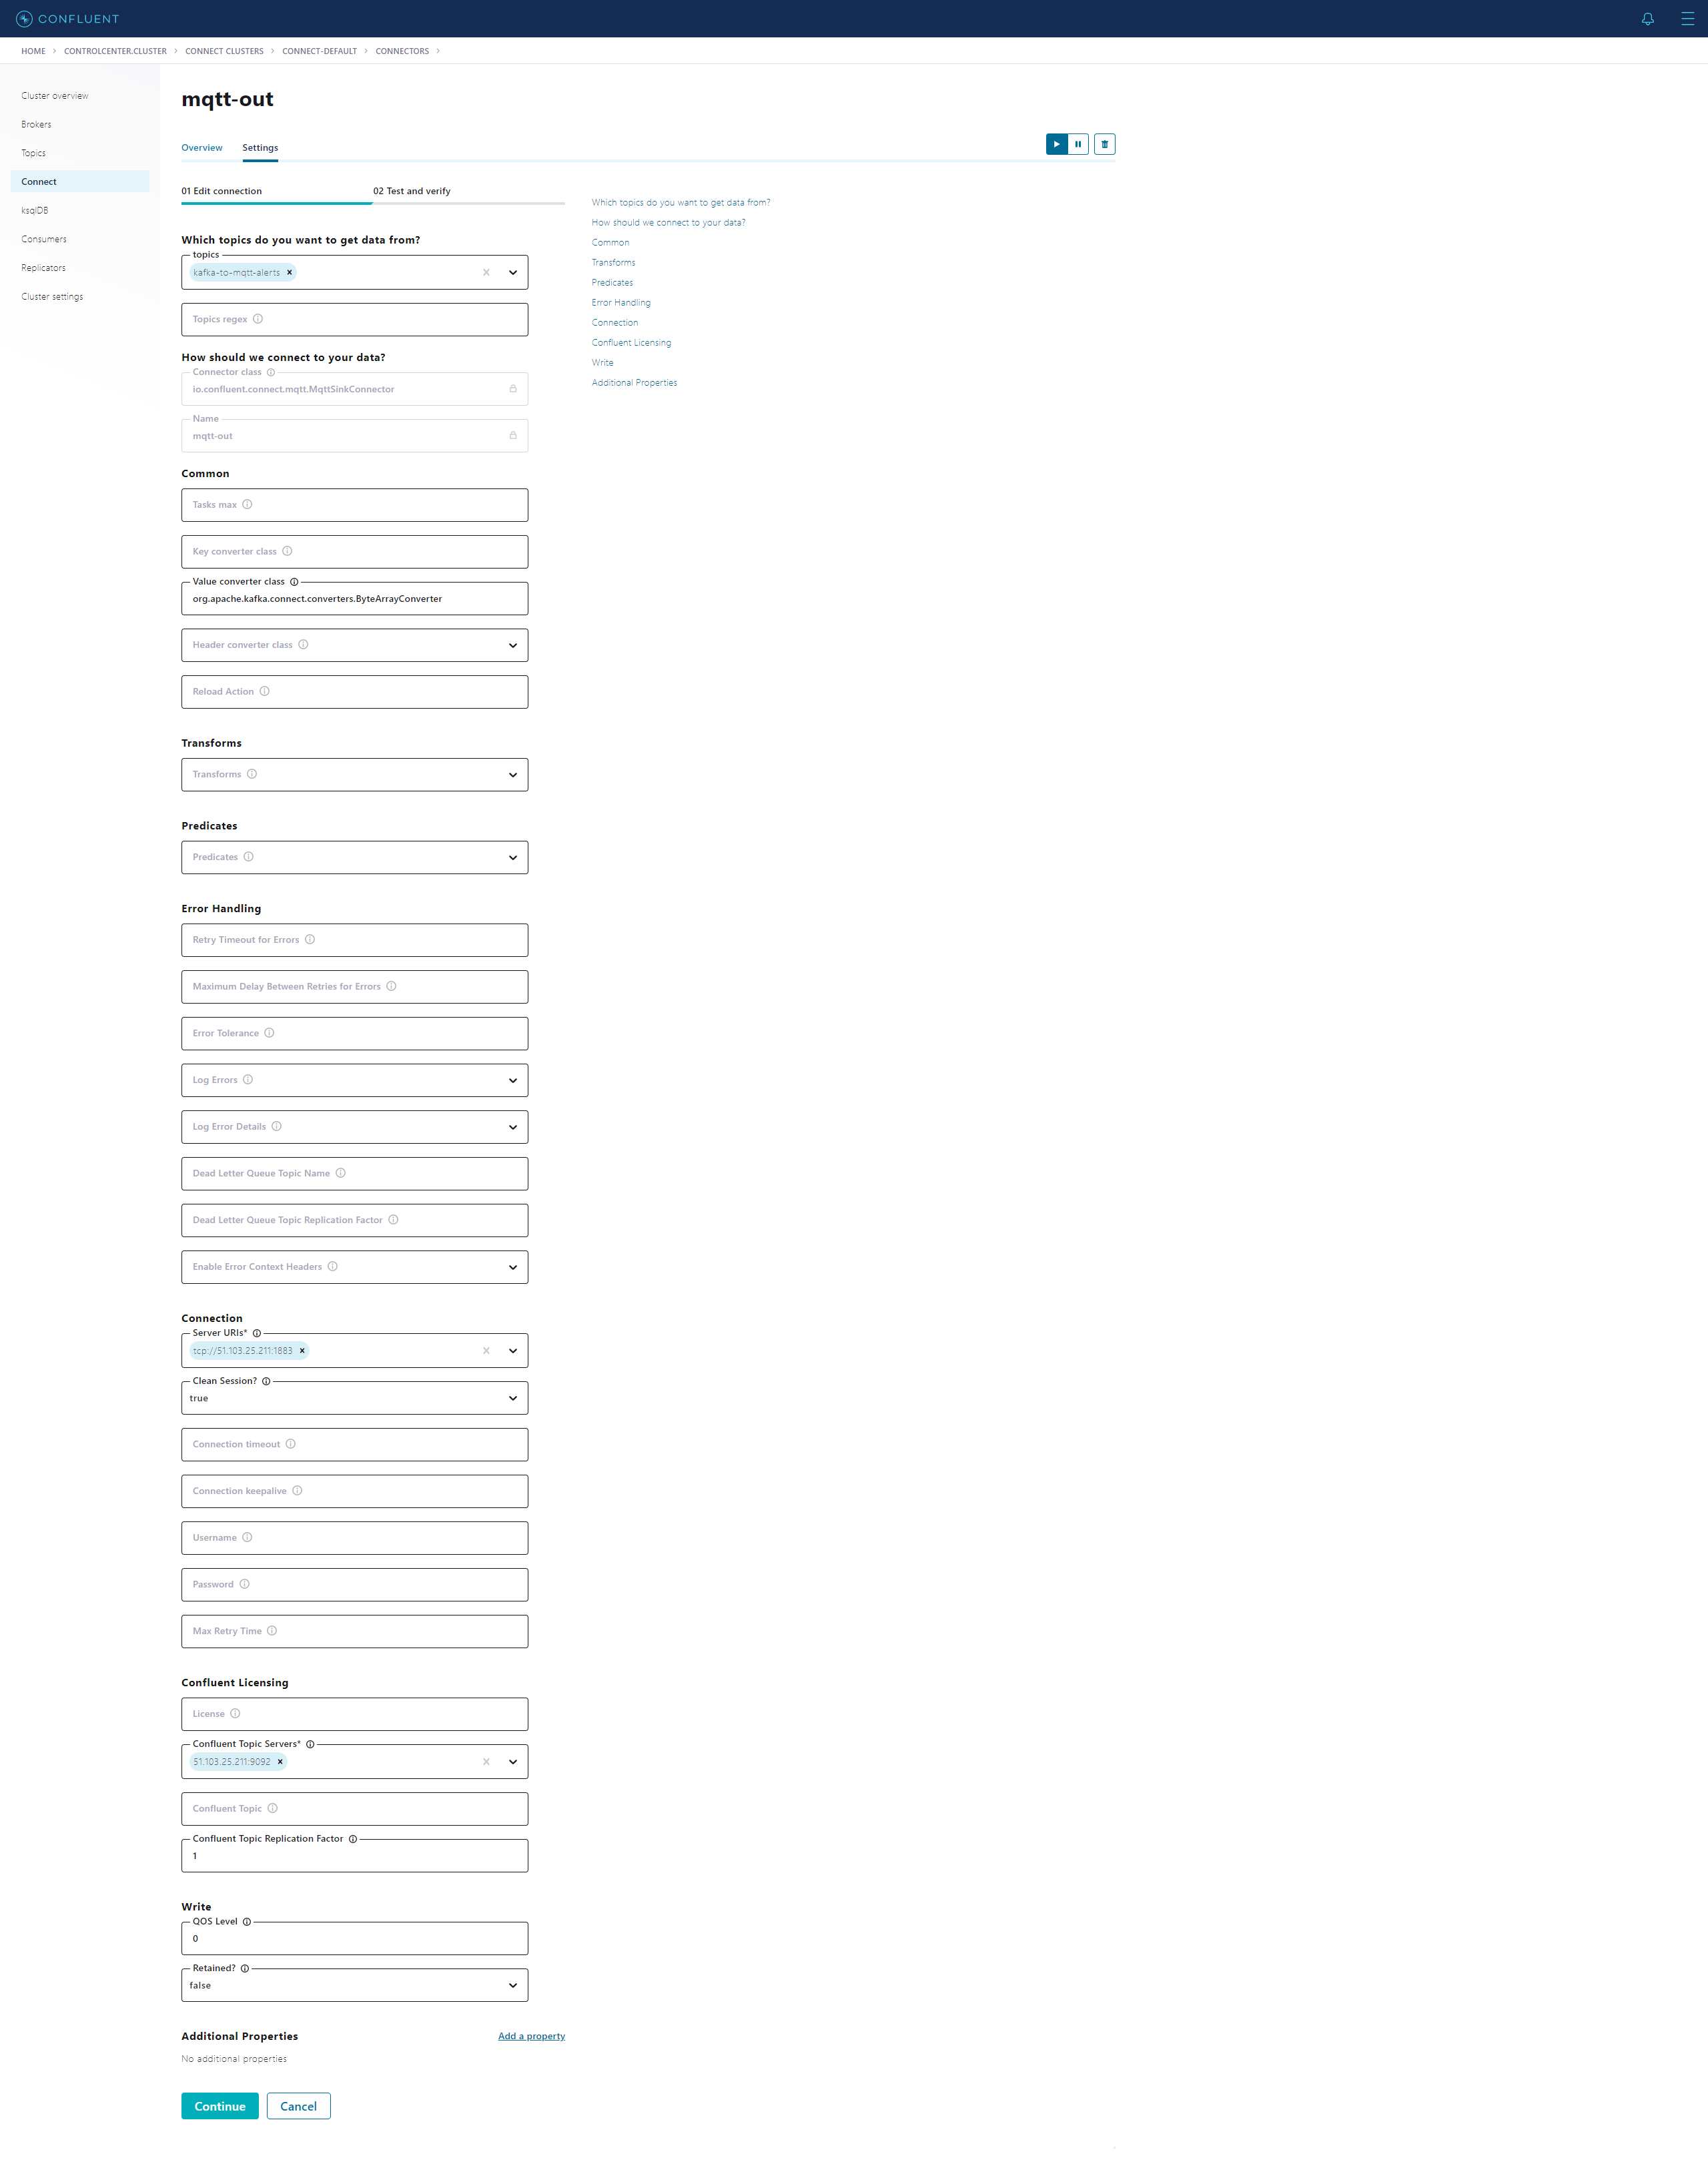 CONFLUENT
HOME > CONTROLCENTER.CLUSTER > CONNECT CLUSTERS > CONNECT-DEFAULT > CONNECTORS >
Cluster overview
Brokers
Topics
Connect
ksqlDB
Consumers
Replicators
Cluster settings
mqtt-out
Overview Settings
01 Edit connection 02 Test and verify
Which topics do you want to get data from?
topics
kafka-to-mqtt-alerts
Topics regex
How should we connect to your data?
Connector class
io.confluent.connect.mqtt.MqttSinkConnector
Name
mqtt-out
Common
Tasks max
Key converter class
Value converter class
org.apache.kafka.connect.converters.ByteArrayConverter
Header converter class
Reload Action
Transforms
Transforms
Predicates
Predicates
Error Handling
Retry Timeout for Errors
Maximum Delay Between Retries for Errors
Error Tolerance
Log Errors
Log Error Details
Dead Letter Queue Topic Name
Dead Letter Queue Topic Replication Factor
Enable Error Context Headers
Connection
Server URIs*
tcp://51.103.25.211:1883
Clean Session?
true
Connection timeout
Connection keepalive
Username
Password
Max Retry Time
Confluent Licensing
License
Confluent Topic Servers*
51.103.25.211:9092
Confluent Topic
Confluent Topic Replication Factor
1
Write
QOS Level
0
Retained?
false
Additional Properties Add a property
No additional properties
Continue Cancel
Which topics do you want to get data from?
How should we connect to your data?
Common
Transforms
Predicates
Error Handling
Connection
Confluent Licensing
Write
Additional Properties